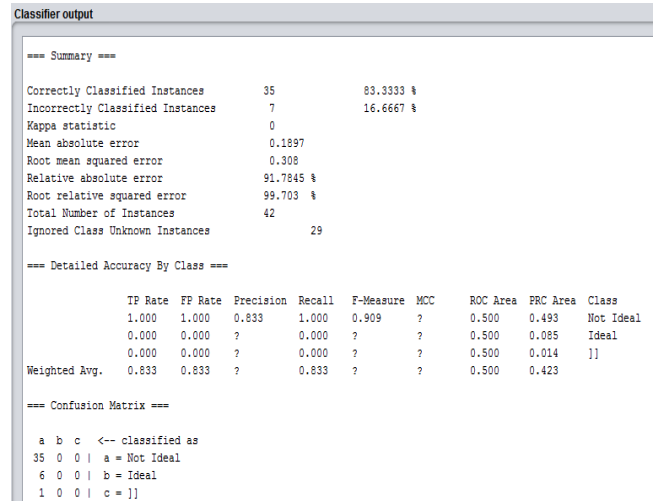 Classifier output
=== Summary ===
Correctly Classified Instances 35 83.3333 %
Incorrectly Classified Instances 7 16.6667 %
Kappa statistic 0
Mean absolute error 0.1897
Root mean squared error 0.308
Relative absolute error 91.7845 %
Root relative squared error 99.703 %
Total Number of Instances 42
Ignored Class Unknown Instances 29
=== Detailed Accuracy By Class ===
TP Rate FP Rate Precision Recall F-Measure MCC ROC Area PRC Area Class
1.000 1.000 0.833 1.000 0.909 ? 0.500 0.493 Not Ideal
0.000 0.000 ? 0.000 ? ? 0.500 0.085 Ideal
0.000 0.000 ? 0.000 ? ? 0.500 0.014 ]]
Weighted Avg. 0.833 0.833 ? 0.833 ? ? 0.500 0.423
=== Confusion Matrix ===
a b c <-- classified as
35 0 0 | a = Not Ideal
6 0 0 | b = Ideal
1 0 0 | c = ]]